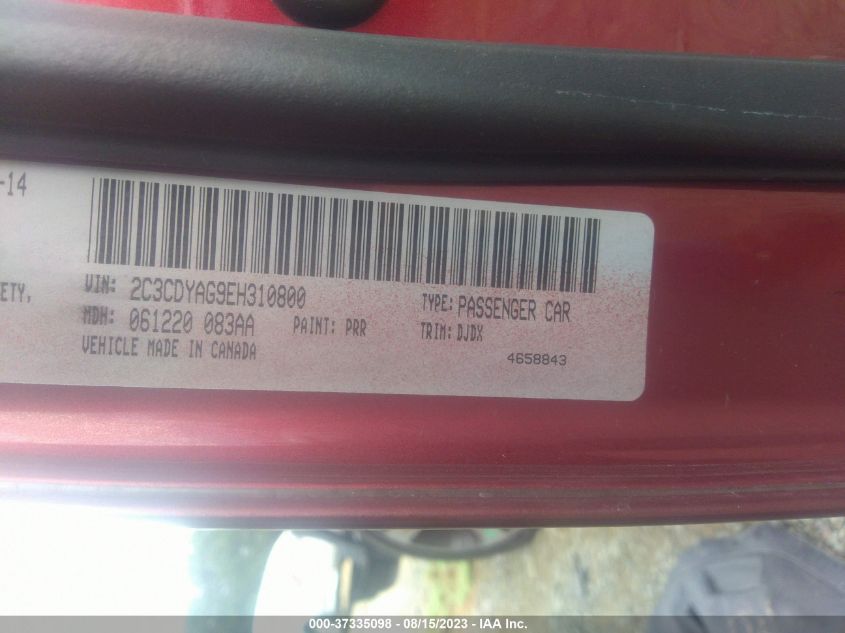 -14
ETY,
VIN: 2C3CDYAG9EH310800
TYPE: PASSENGER CAR
MDH: 061220 083AA
PAINT: PRR
TRIM: DJDX
VEHICLE MADE IN CANADA
4658843
000-37335098 - 08/15/2023 - IAA Inc.